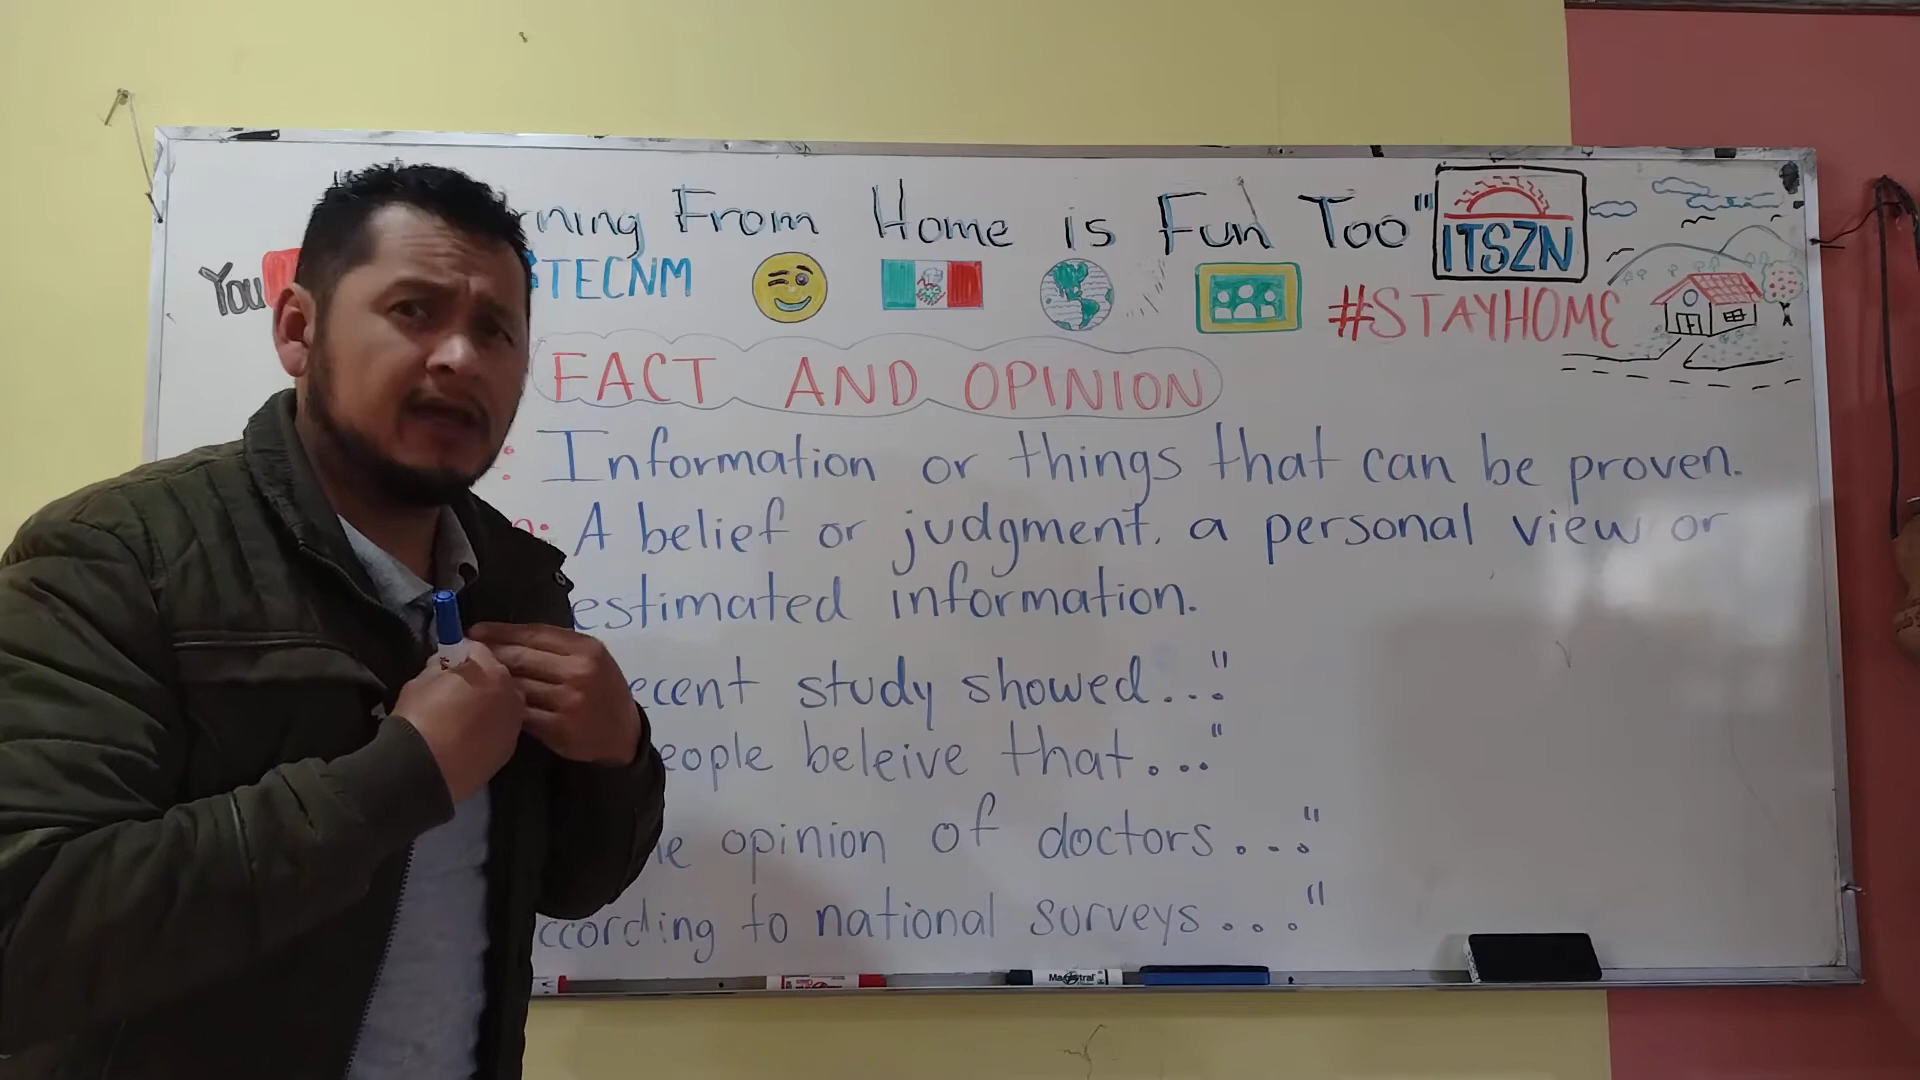 rning From Home is Fun Too"
ITSZN
You
TECNM
#STAYHOME
FACT AND OPINION
: Information or things that can be proven.
n: A belief or judgment, a personal view or
estimated information.
ecent study showed..."
eople beleive that..."
he opinion of doctors..."
ccording to national surveys..."
Magistral